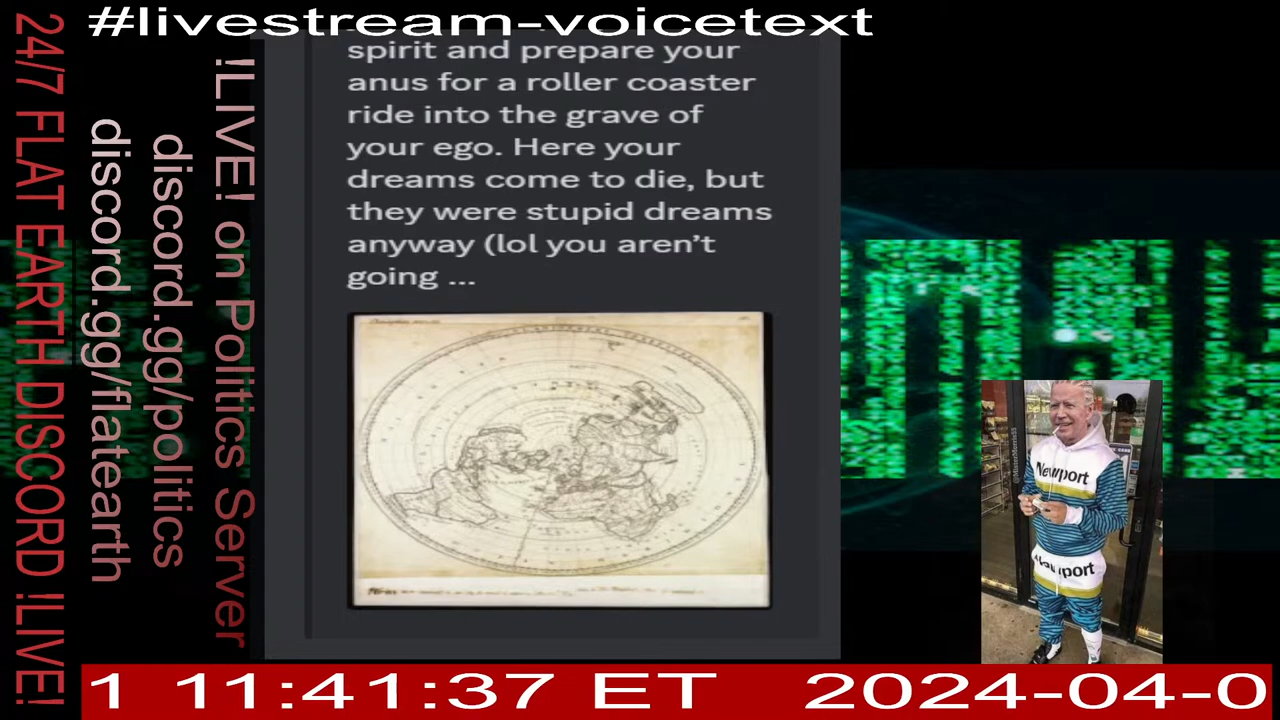 #livestream-voicetext
24/7 FLAT EARTH DISCORD !LIVE!
discord.gg/flatearth
discord.gg/politics
!LIVE! on Politics Server
spirit and prepare your
anus for a roller coaster
ride into the grave of
your ego. Here your
dreams come to die, but
they were stupid dreams
anyway (lol you aren’t
going ...
Newport
Newport
1 11:41:37 ET 2024-04-0